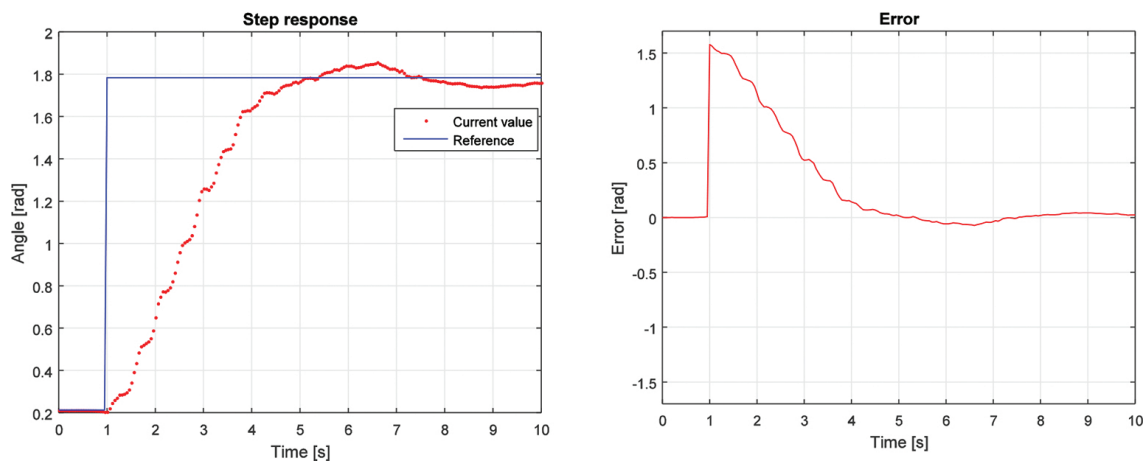 Step response
2
1.8
1.6
1.4
1.2
1
0.8
0.6
0.4
0.2
0 1 2 3 4 5 6 7 8 9 10
Angle [rad]
Time [s]
Current value
Reference
Error
1.5
1
0.5
0
-0.5
-1
-1.5
0 1 2 3 4 5 6 7 8 9 10
Error [rad]
Time [s]